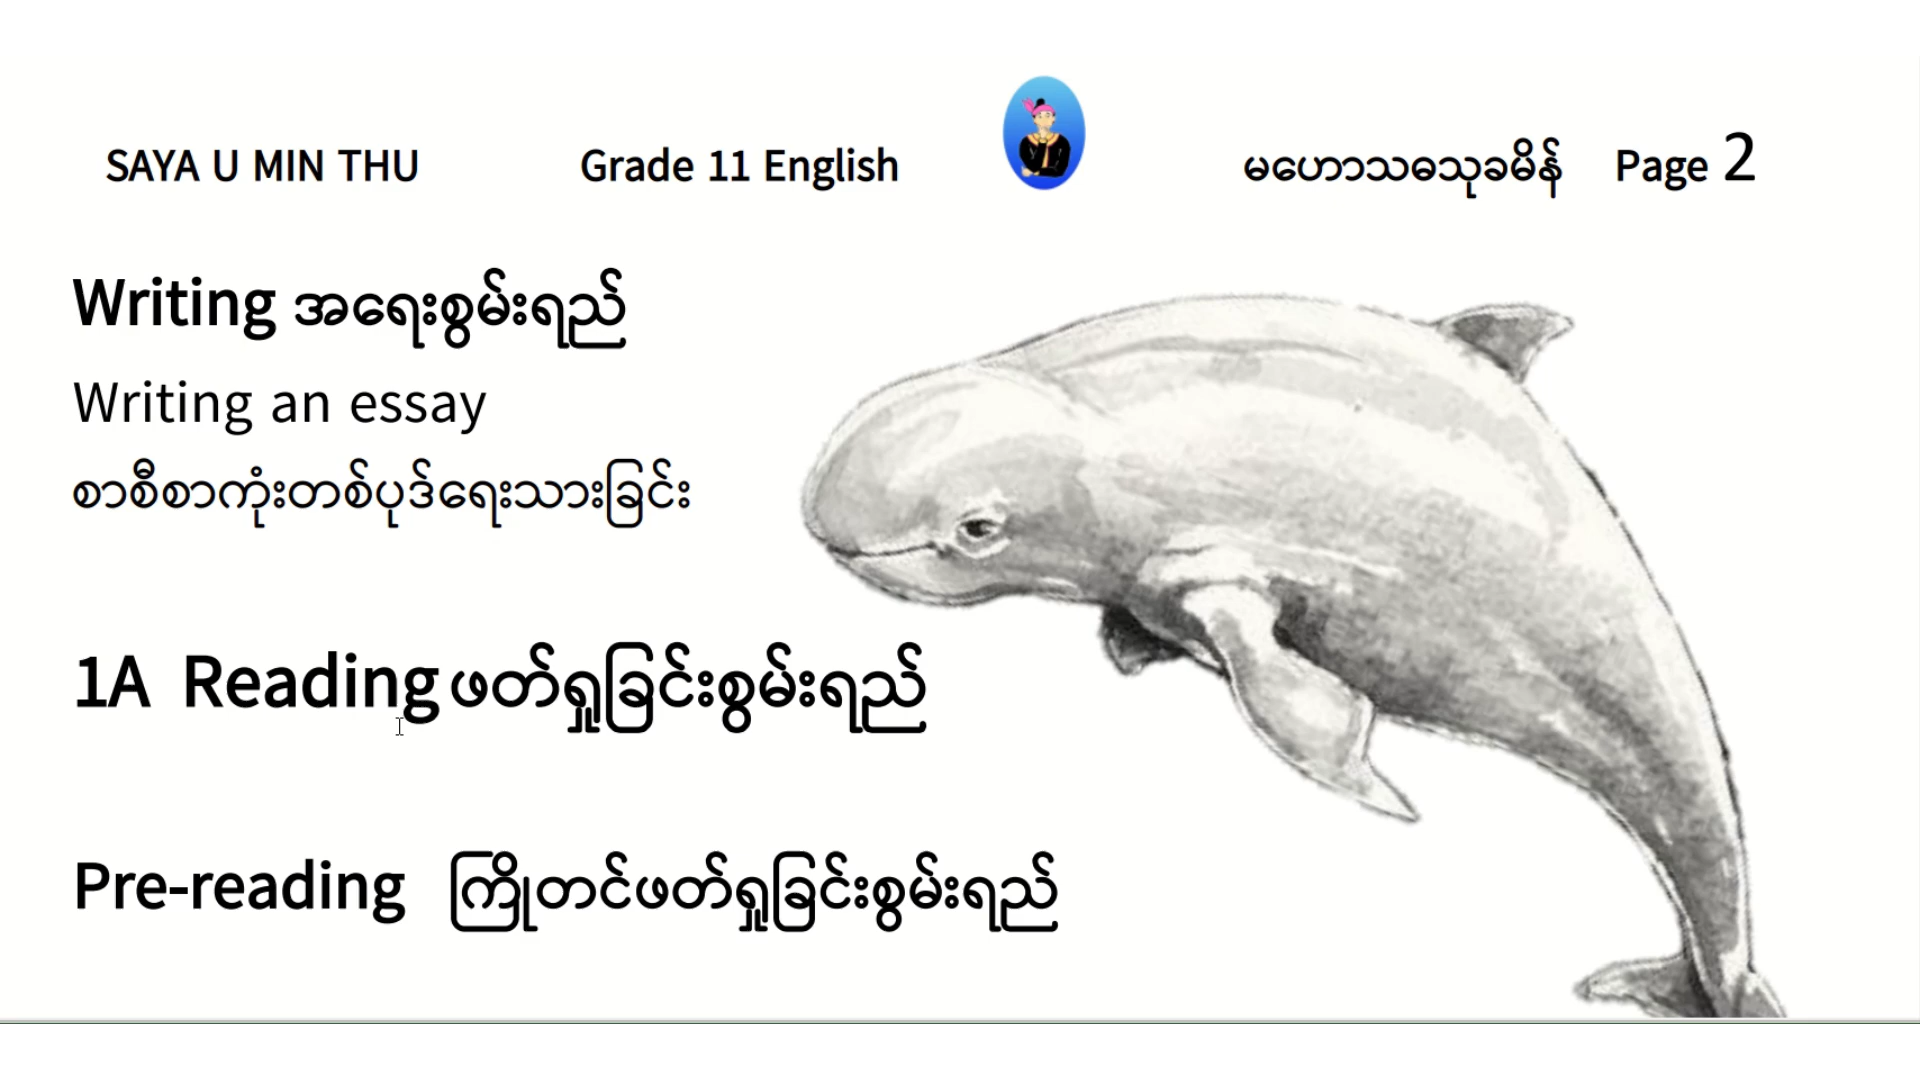 SAYA U MIN THU Grade 11 English မဟောသဓသုခမိန် Page 2
Writing အရေးစွမ်းရည်
Writing an essay
စာစီစာကုံးတစ်ပုဒ်ရေးသားခြင်း
1A Reading ဖတ်ရှုခြင်းစွမ်းရည်
Pre-reading ကြိုတင်ဖတ်ရှုခြင်းစွမ်းရည်